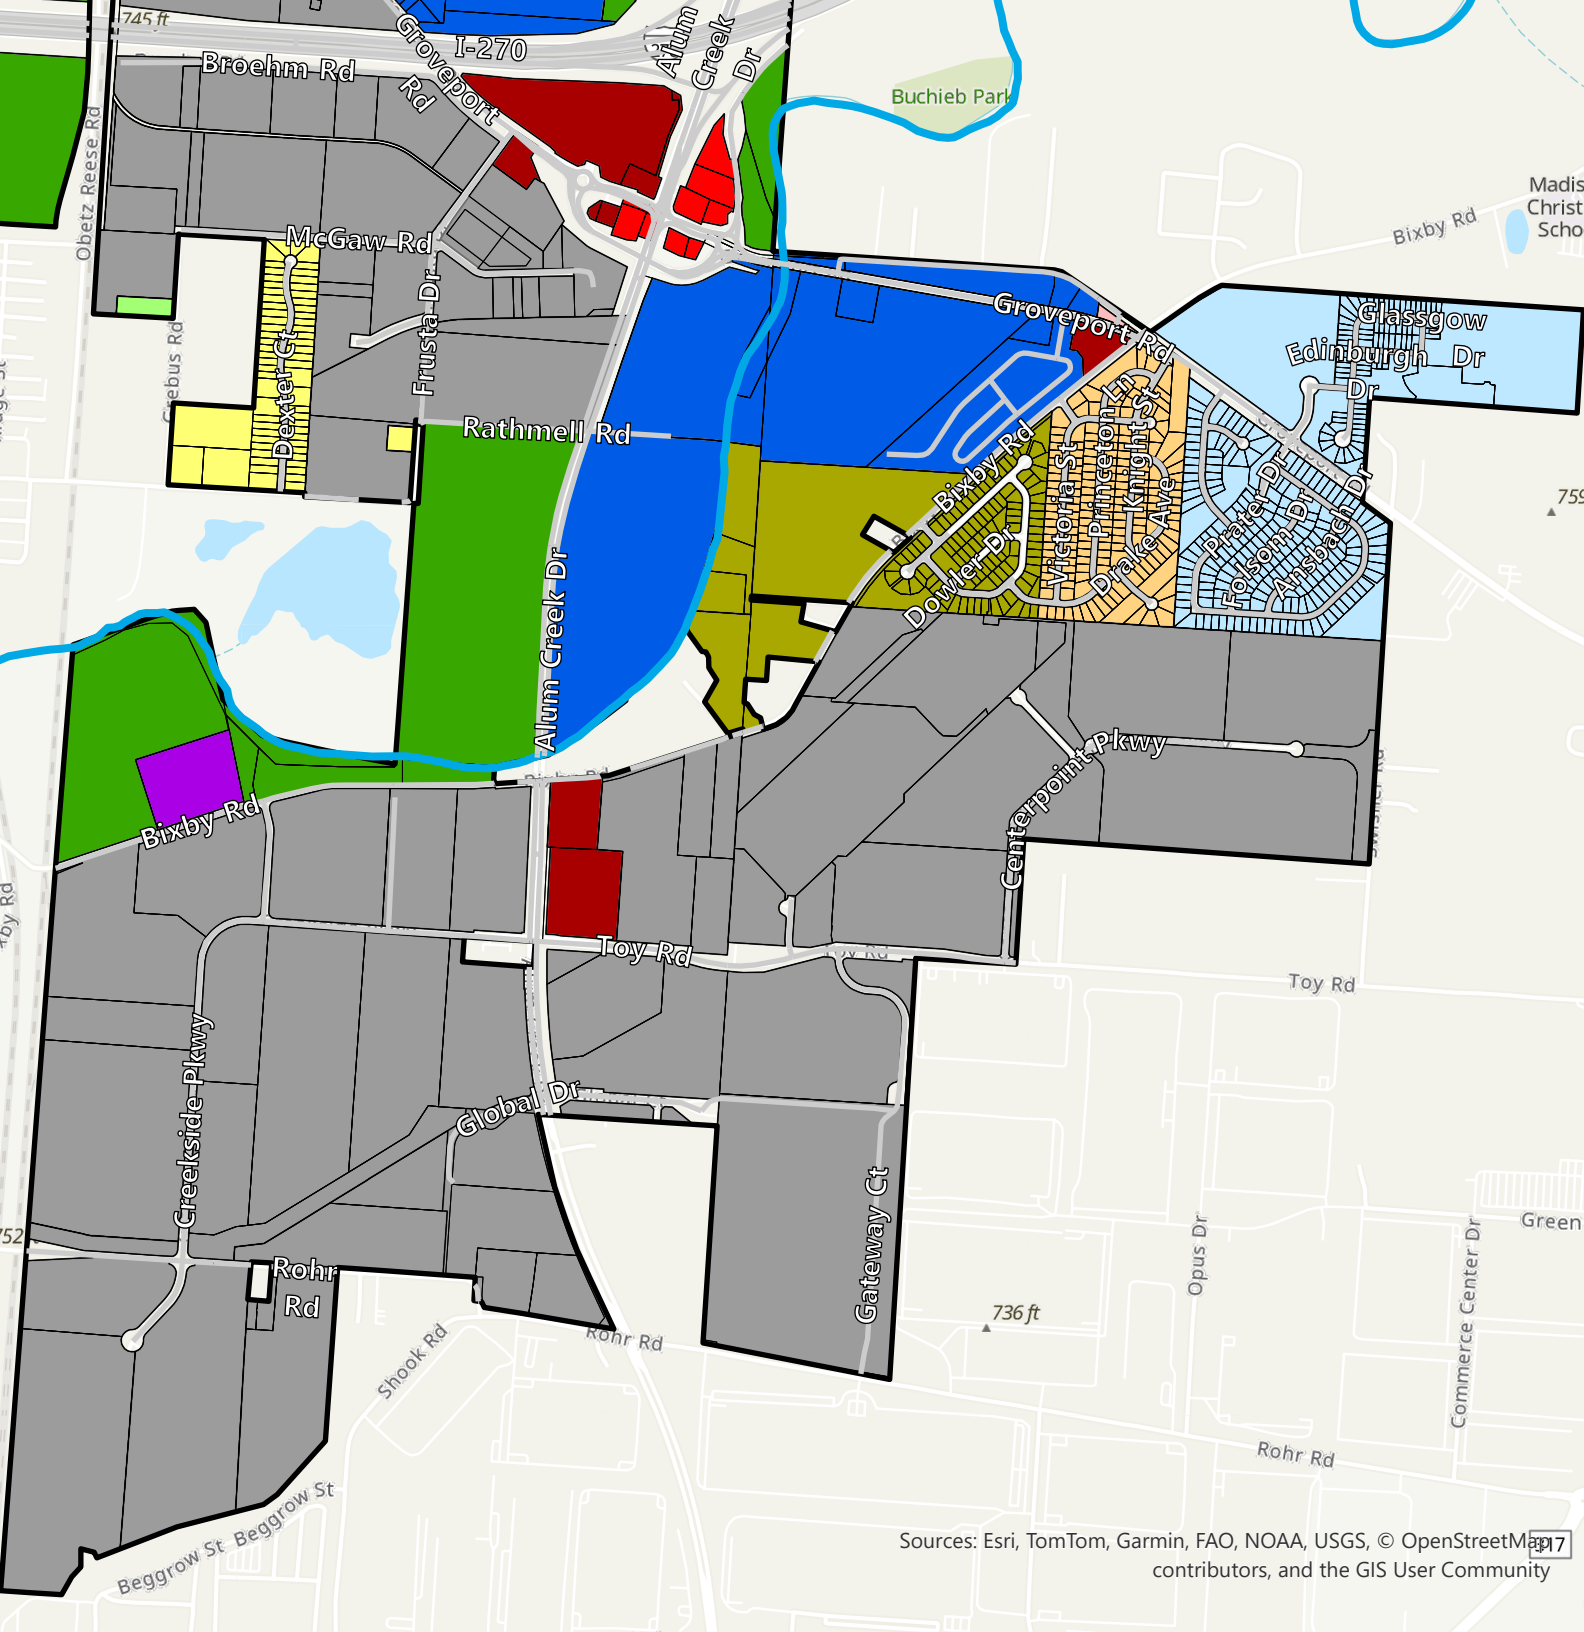 745 ft
Groveport
Rd
I-270
Alum
Creek
Dr
Broehm Rd
Obetz Reese Rd
Buchieb Park
Madis
Christ
Scho
Bixby Rd
McGaw Rd
Frusta Dr
Dexter Ct
Rathmell Rd
Groveport Rd
Glassgow
Edinburgh Dr
Dr
Bixby Rd
Victoria St
Princeton Ln
Knight St
Drake Ave
Dowler Dr
Prater Dr
Folsom Dr
Ansbach Dr
759
Alum Creek Dr
Bixby Rd
Centerpoint Pkwy
Toy Rd
Toy Rd
Toy Rd
Creekside Pkwy
Global Dr
Gateway Ct
Opus Dr
Commerce Center Dr
Green
752
Rohr
Rd
736 ft
Shook Rd
Rohr Rd
Rohr Rd
Beggrow St
Beggrow St
Sources: Esri, TomTom, Garmin, FAO, NOAA, USGS, © OpenStreetMap
317
contributors, and the GIS User Community